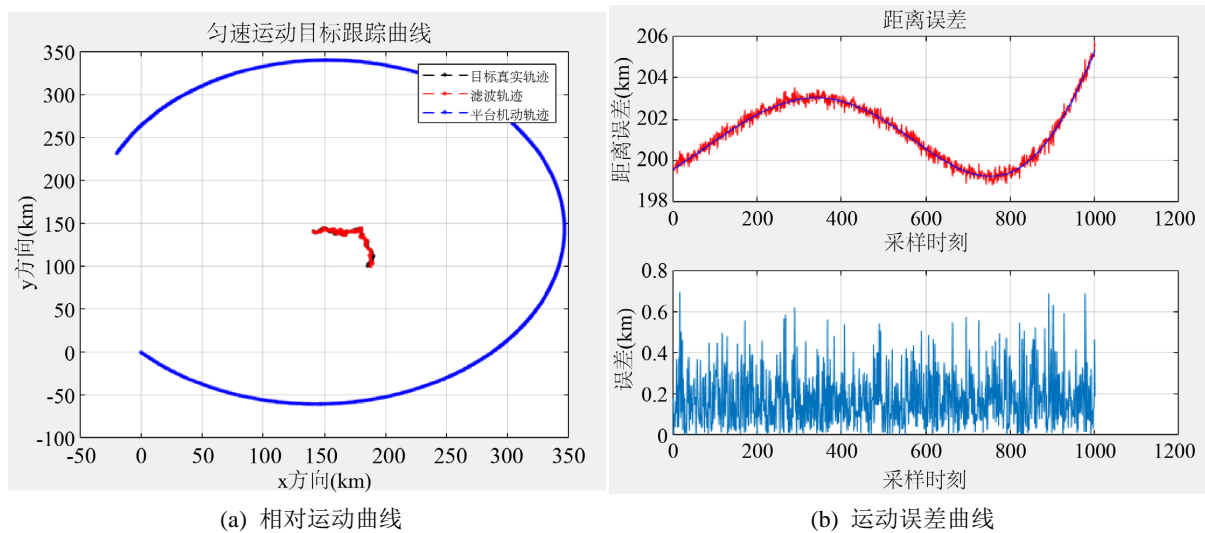 匀速运动目标跟踪曲线
350
300
250
200
150
100
50
0
-50
-100
y方向(km)
目标真实轨迹
滤波轨迹
平台机动轨迹
-50 0 50 100 150 200 250 300 350
x方向(km)
(a) 相对运动曲线
距离误差
206
204
202
200
198
距离误差(km)
0 200 400 600 800 1000 1200
采样时刻
0.8
0.6
0.4
0.2
0
误差(km)
0 200 400 600 800 1000 1200
采样时刻
(b) 运动误差曲线